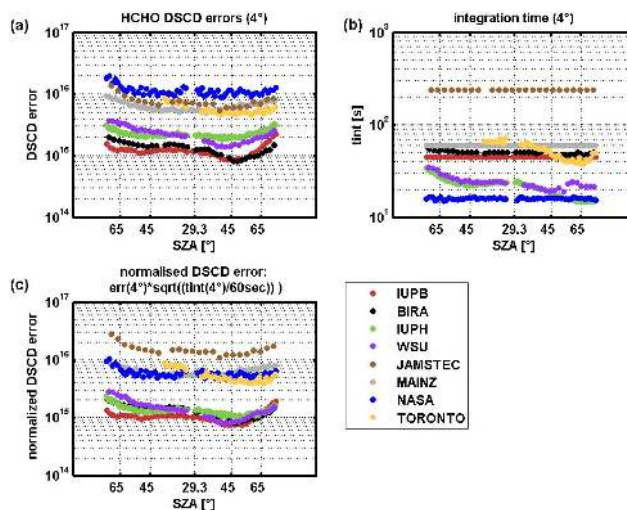 (a)
HCHO DSCD errors (4°)
10^17
10^16
10^15
10^14
DSCD error
65 45 29.3 45 65
SZA [°]
(b)
integration time (4°)
10^3
10^2
10^1
tint [s]
65 45 29.3 45 65
SZA [°]
(c)
normalised DSCD error:
err(4°)*sqrt((tint(4°)/60sec)) )
10^17
10^16
10^15
10^14
normalized DSCD error
65 45 29.3 45 65
SZA [°]
IUPB
BIRA
IUPH
WSU
JAMSTEC
MAINZ
NASA
TORONTO